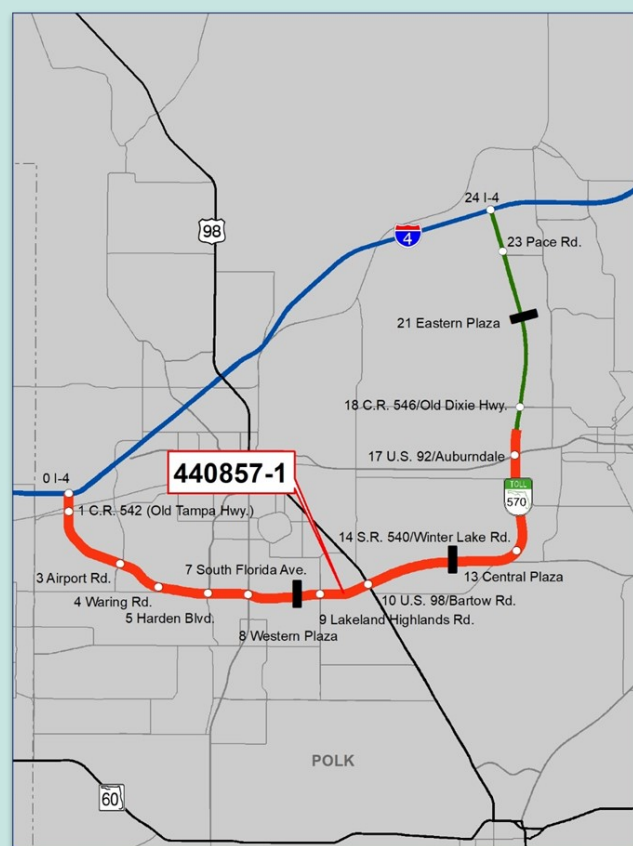 24 I-4
98
4
23 Pace Rd.
21 Eastern Plaza
18 C.R. 546/Old Dixie Hwy.
17 U.S. 92/Auburndale
440857-1
0 I-4
TOLL
570
1 C.R. 542 (Old Tampa Hwy.)
14 S.R. 540/Winter Lake Rd.
7 South Florida Ave.
3 Airport Rd.
13 Central Plaza
4 Waring Rd.
10 U.S. 98/Bartow Rd.
5 Harden Blvd.
9 Lakeland Highlands Rd.
8 Western Plaza
POLK
60